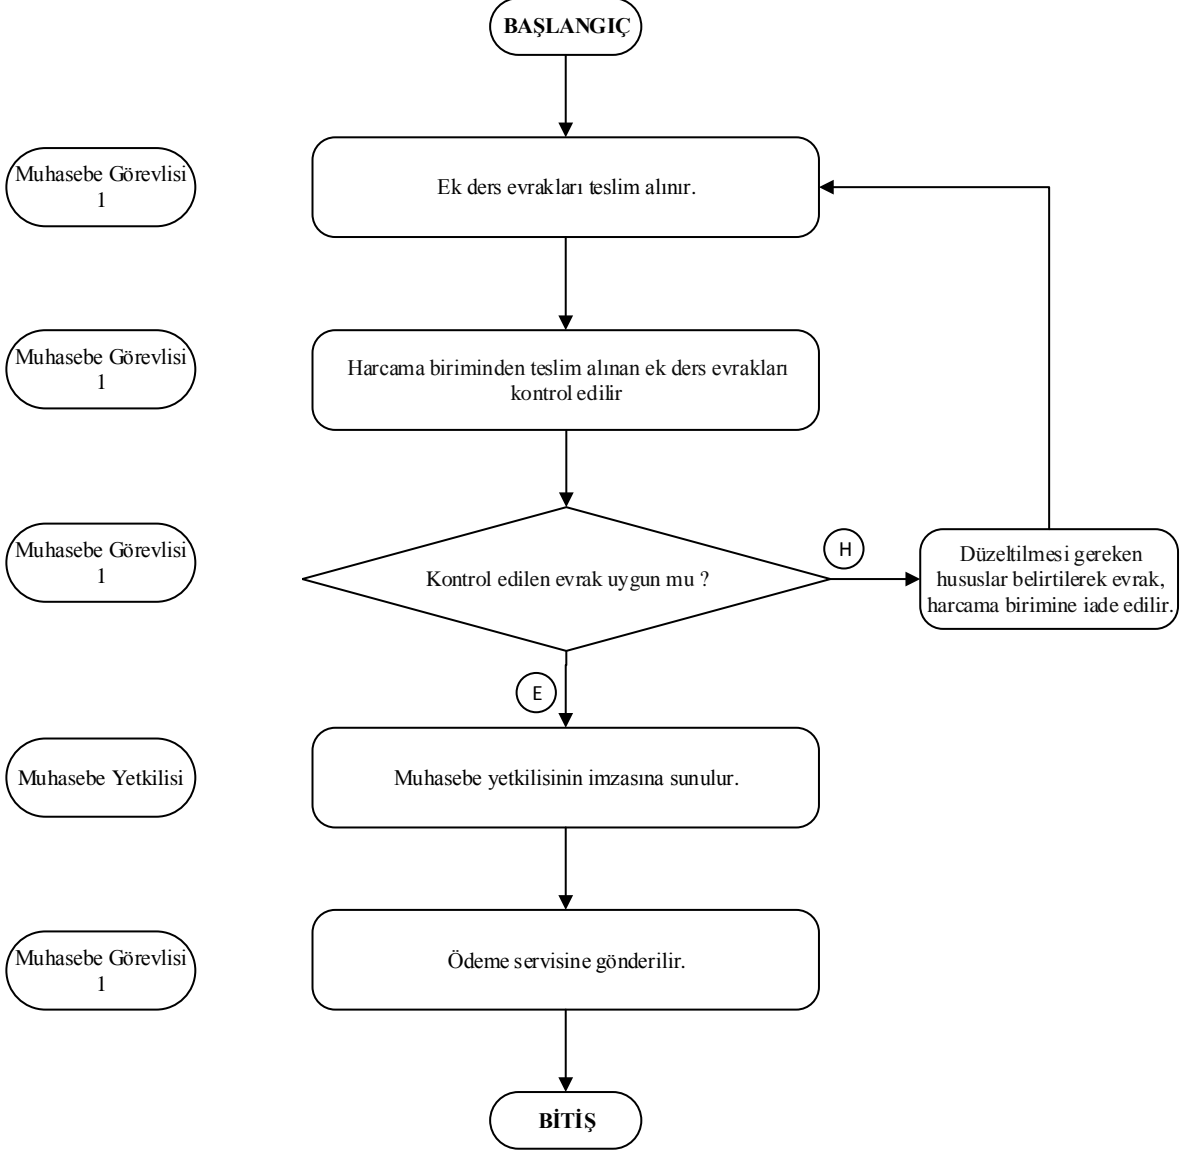 BAŞLANGIÇ
Muhasebe Görevlisi
1
Ek ders evrakları teslim alınır.
Muhasebe Görevlisi
1
Harcama biriminden teslim alınan ek ders evrakları
kontrol edilir
Muhasebe Görevlisi
1
Kontrol edilen evrak uygun mu ?
H
Düzeltilmesi gereken
hususlar belirtilerek evrak,
harcama birimine iade edilir.
E
Muhasebe Yetkilisi
Muhasebe yetkilisinin imzasına sunulur.
Muhasebe Görevlisi
1
Ödeme servisine gönderilir.
BİTİŞ